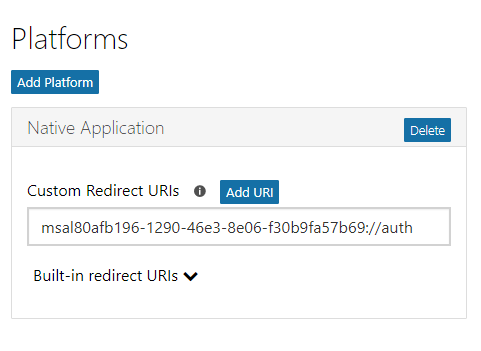 Platforms
Add Platform
Native Application
Delete
Custom Redirect URIs
Add URI
msal80afb196-1290-46e3-8e06-f30b9fa57b69://auth
Built-in redirect URIs